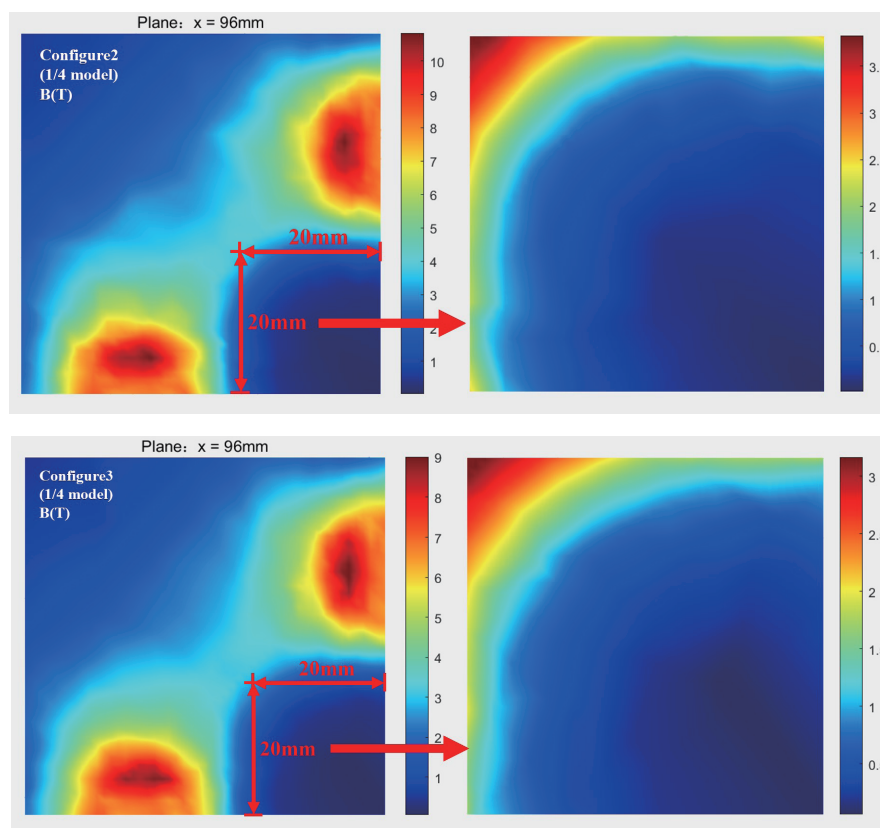 Plane: x = 96mm
Configure2
(1/4 model)
B(T)
20mm
20mm
10
9
8
7
6
5
4
3
2
1
3.
3
2.
2
1.
1
0.
Plane: x = 96mm
Configure3
(1/4 model)
B(T)
20mm
20mm
9
8
7
6
5
4
3
2
1
3
2.
2
1.
1
0.